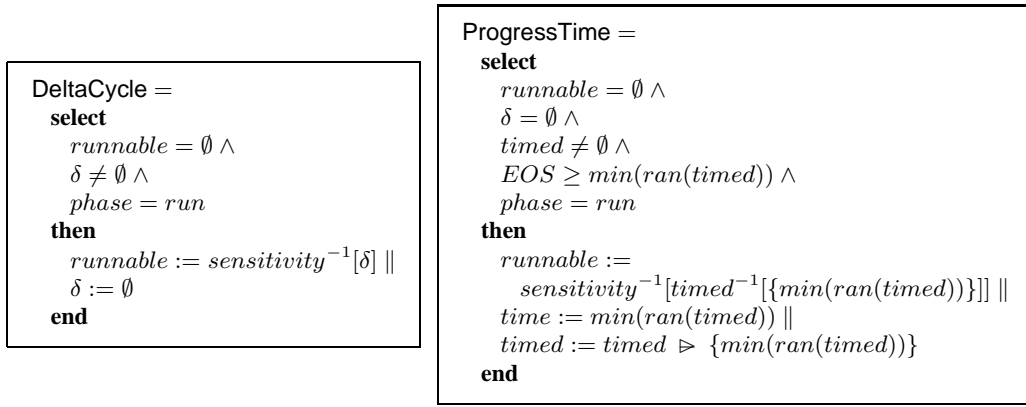 DeltaCycle =
select
runnable = ∅ ∧
δ ≠ ∅ ∧
phase = run
then
runnable := sensitivity⁻¹[δ] ∥
δ := ∅
end
ProgressTime =
select
runnable = ∅ ∧
δ = ∅ ∧
timed ≠ ∅ ∧
EOS ≥ min(ran(timed)) ∧
phase = run
then
runnable :=
sensitivity⁻¹[timed⁻¹[{min(ran(timed))}]] ∥
time := min(ran(timed)) ∥
timed := timed ⩥ {min(ran(timed))}
end